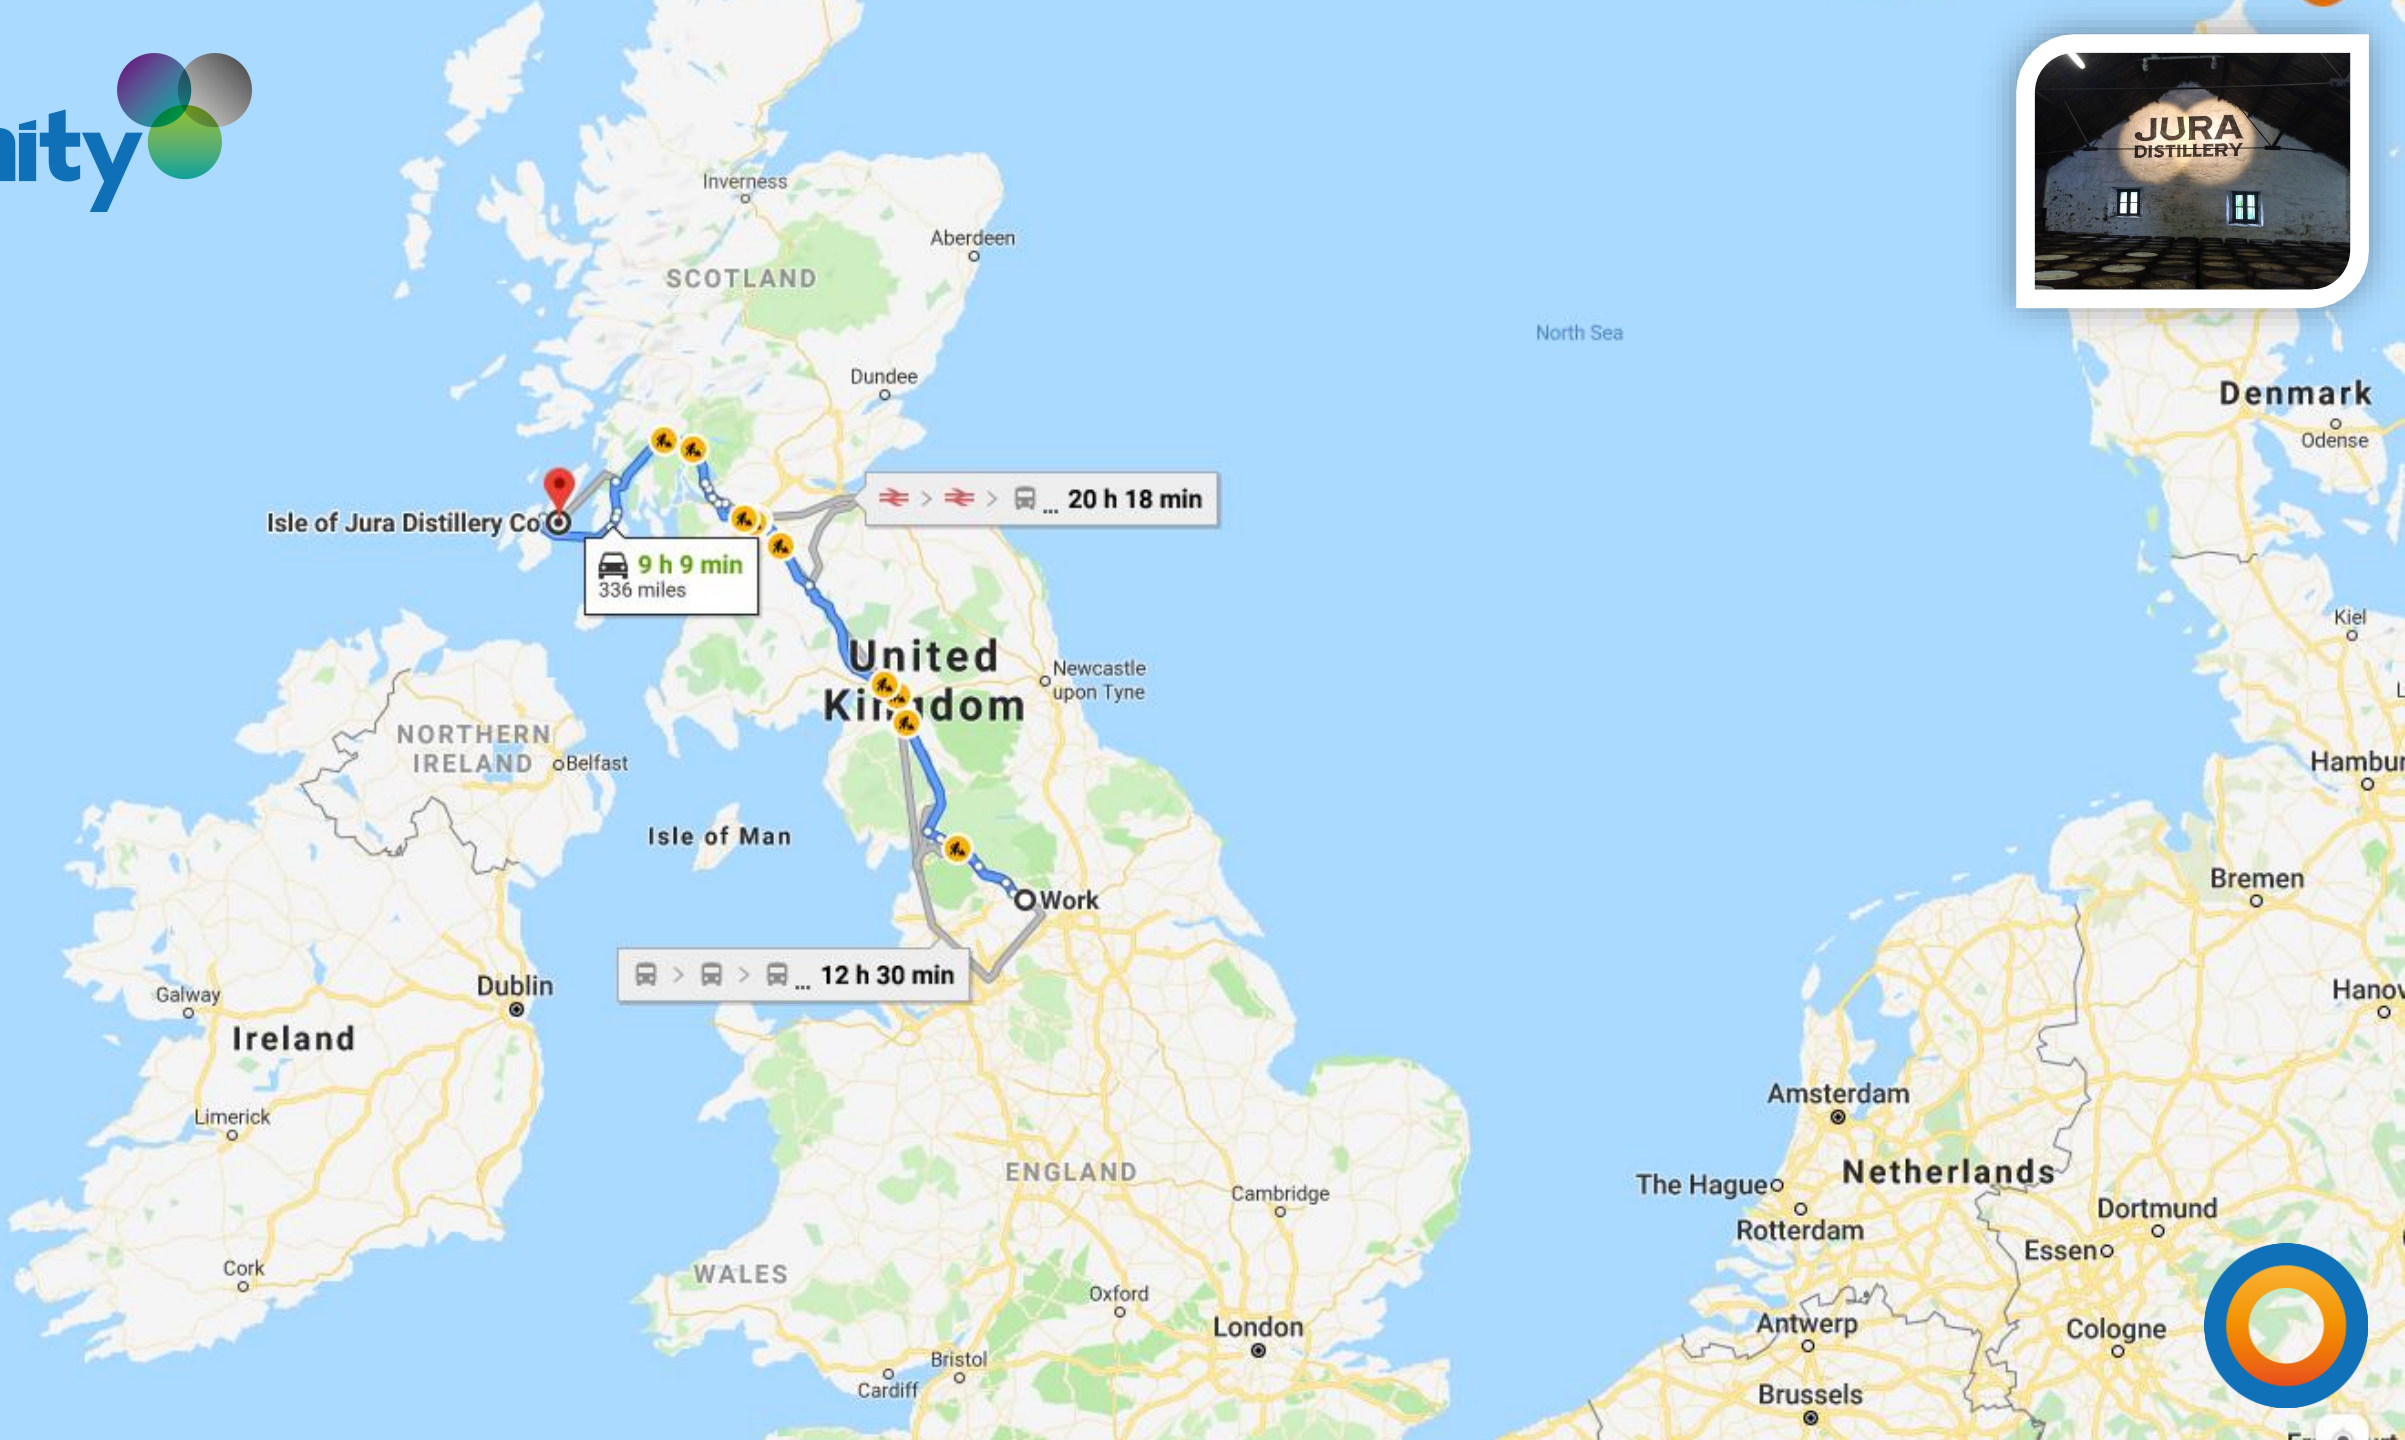 nity
JURA
DISTILLERY
Inverness
Aberdeen
SCOTLAND
North Sea
Dundee
Denmark
Odense
Isle of Jura Distillery Co
20 h 18 min
9 h 9 min
336 miles
Kiel
United
Kingdom
Newcastle
upon Tyne
NORTHERN
IRELAND
Belfast
Hambur
Isle of Man
Work
Bremen
12 h 30 min
Dublin
Galway
Hanov
Ireland
Amsterdam
Limerick
ENGLAND
Netherlands
The Hague
Cambridge
Dortmund
Rotterdam
Essen
Cork
WALES
Oxford
London
Antwerp
Cologne
Bristol
Cardiff
Brussels